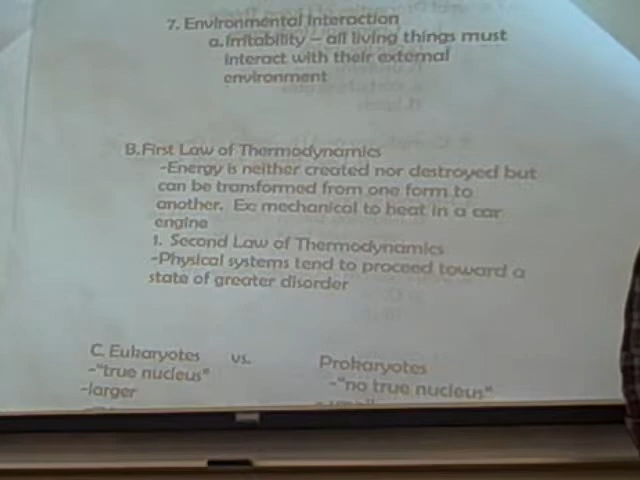 7. Environmental Interaction
a. Irritability – all living things must
interact with their external
environment
B. First Law of Thermodynamics
-Energy is neither created nor destroyed but
can be transformed from one form to
another. Ex: mechanical to heat in a car
engine
1. Second Law of Thermodynamics
-Physical systems tend to proceed toward a
state of greater disorder
C. Eukaryotes vs. Prokaryotes
-"true nucleus" -"no true nucleus"
-larger